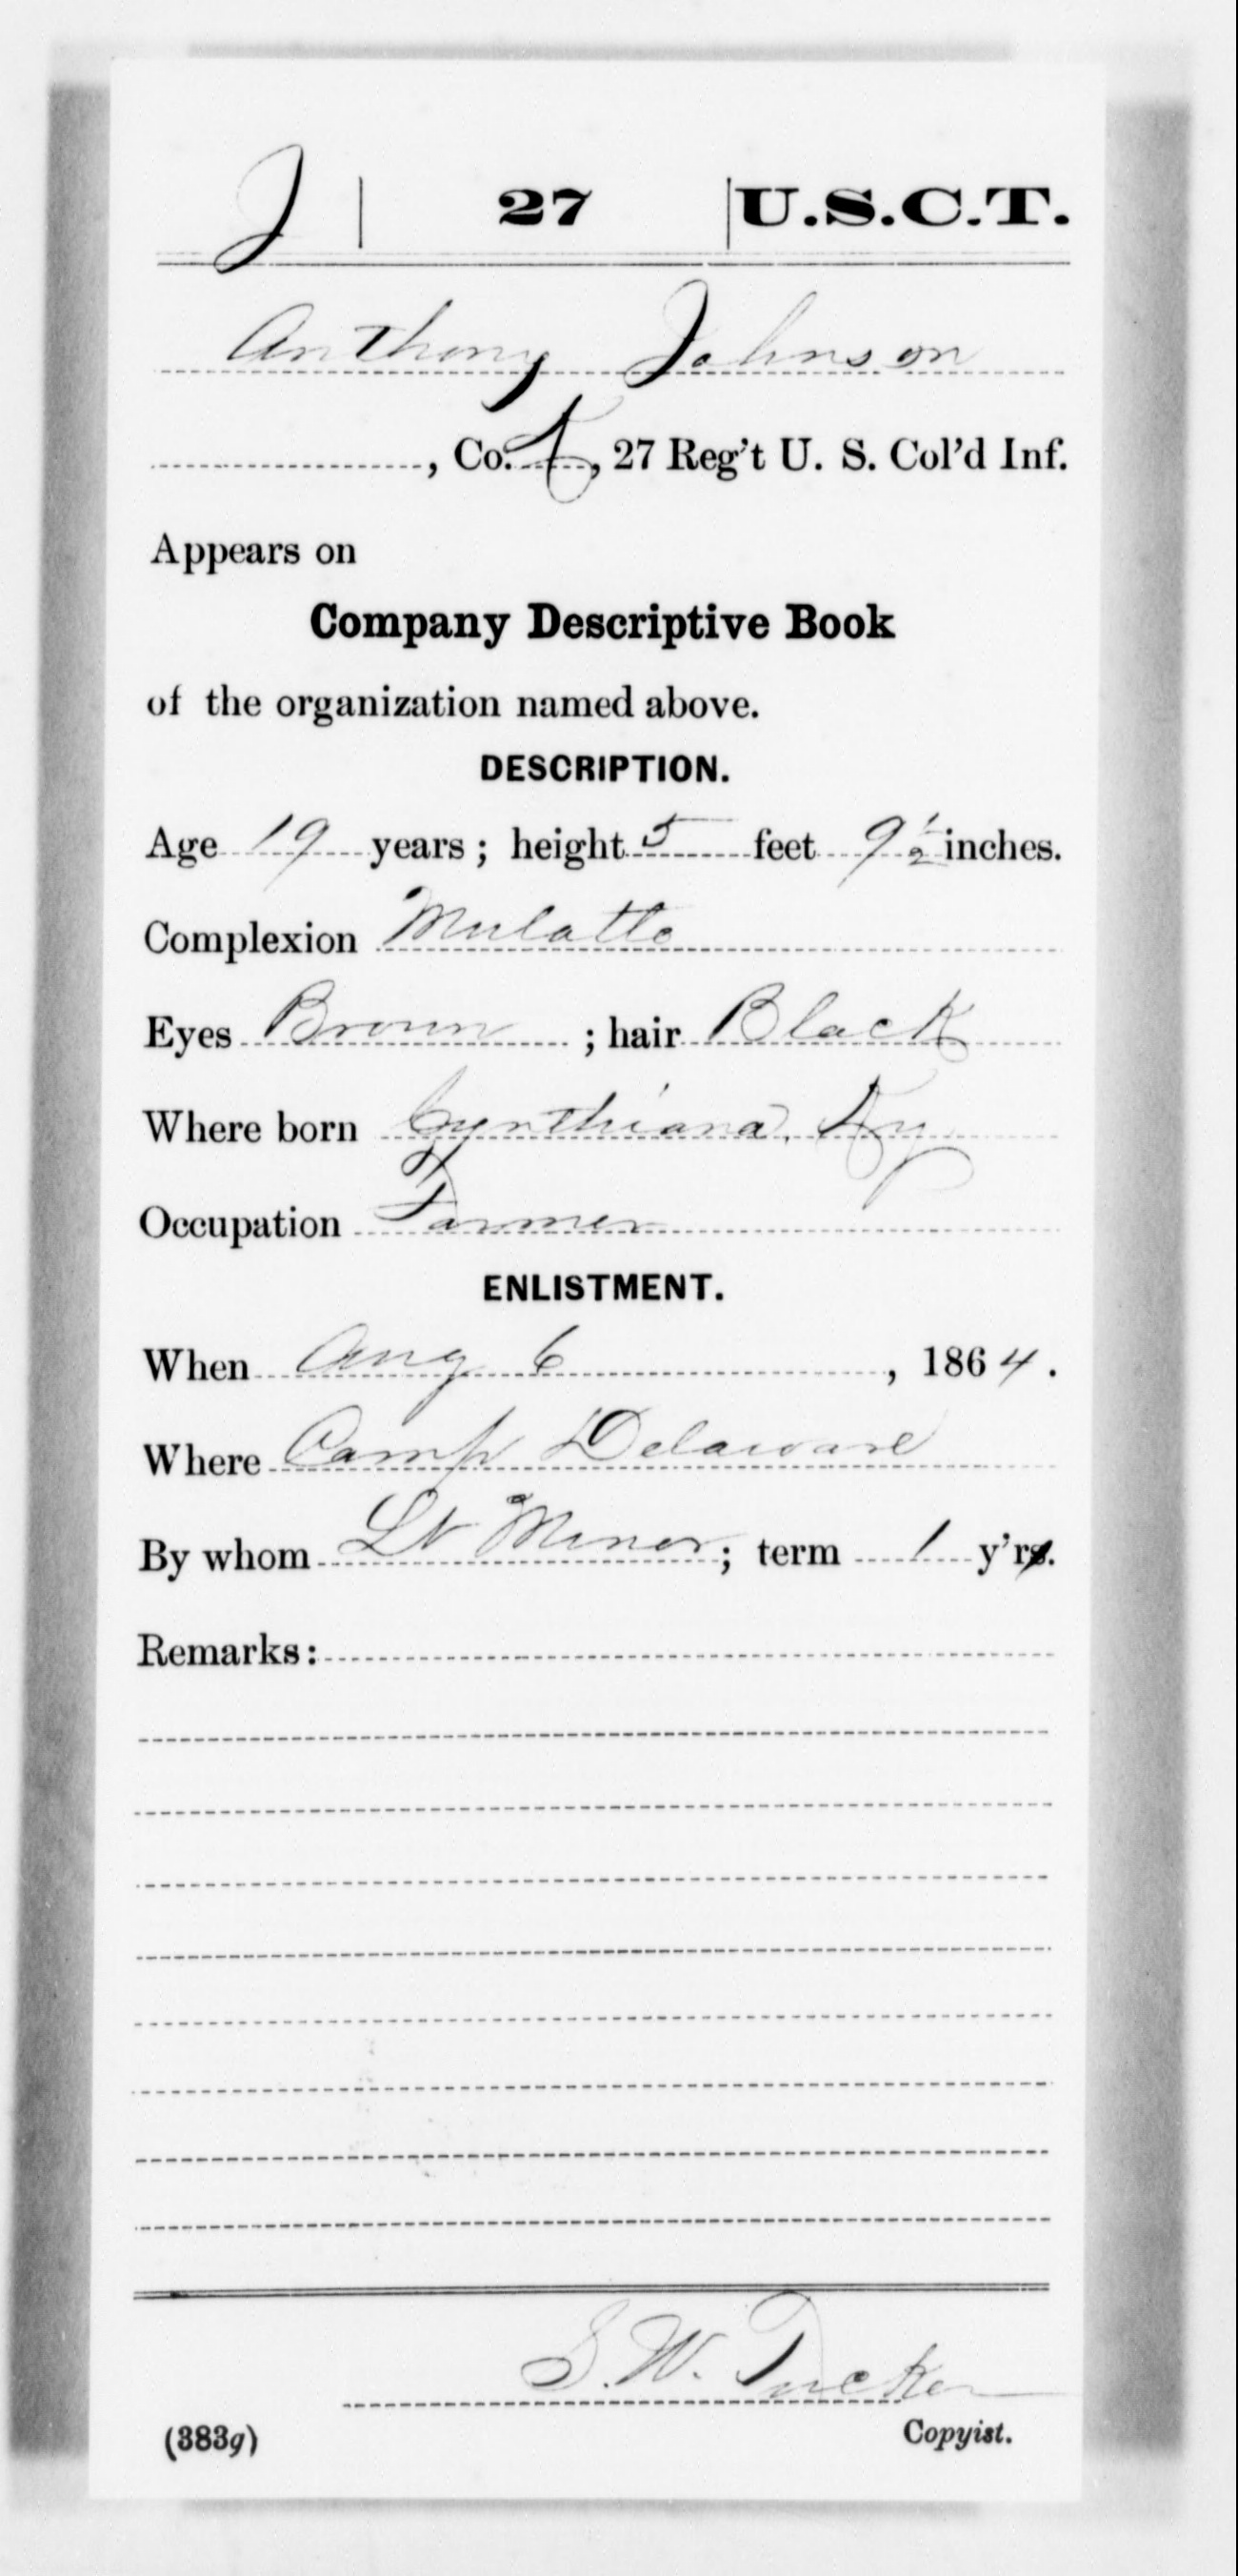 J | 27 | U.S.C.T.
Anthony Johnson
, Co. K, 27 Reg't U. S. Col'd Inf.
Appears on
Company Descriptive Book
of the organization named above.
DESCRIPTION.
Age 19 years; height 5 feet 9 1/2 inches.
Complexion Mulatto
Eyes Brown; hair Black
Where born Cynthiana, Ky
Occupation Farmer
ENLISTMENT.
When Aug 6, 1864.
Where Camp Delaware
By whom Lt Miner; term 1 y'rs.
Remarks:
S. W. Tucker
(383g) Copyist.